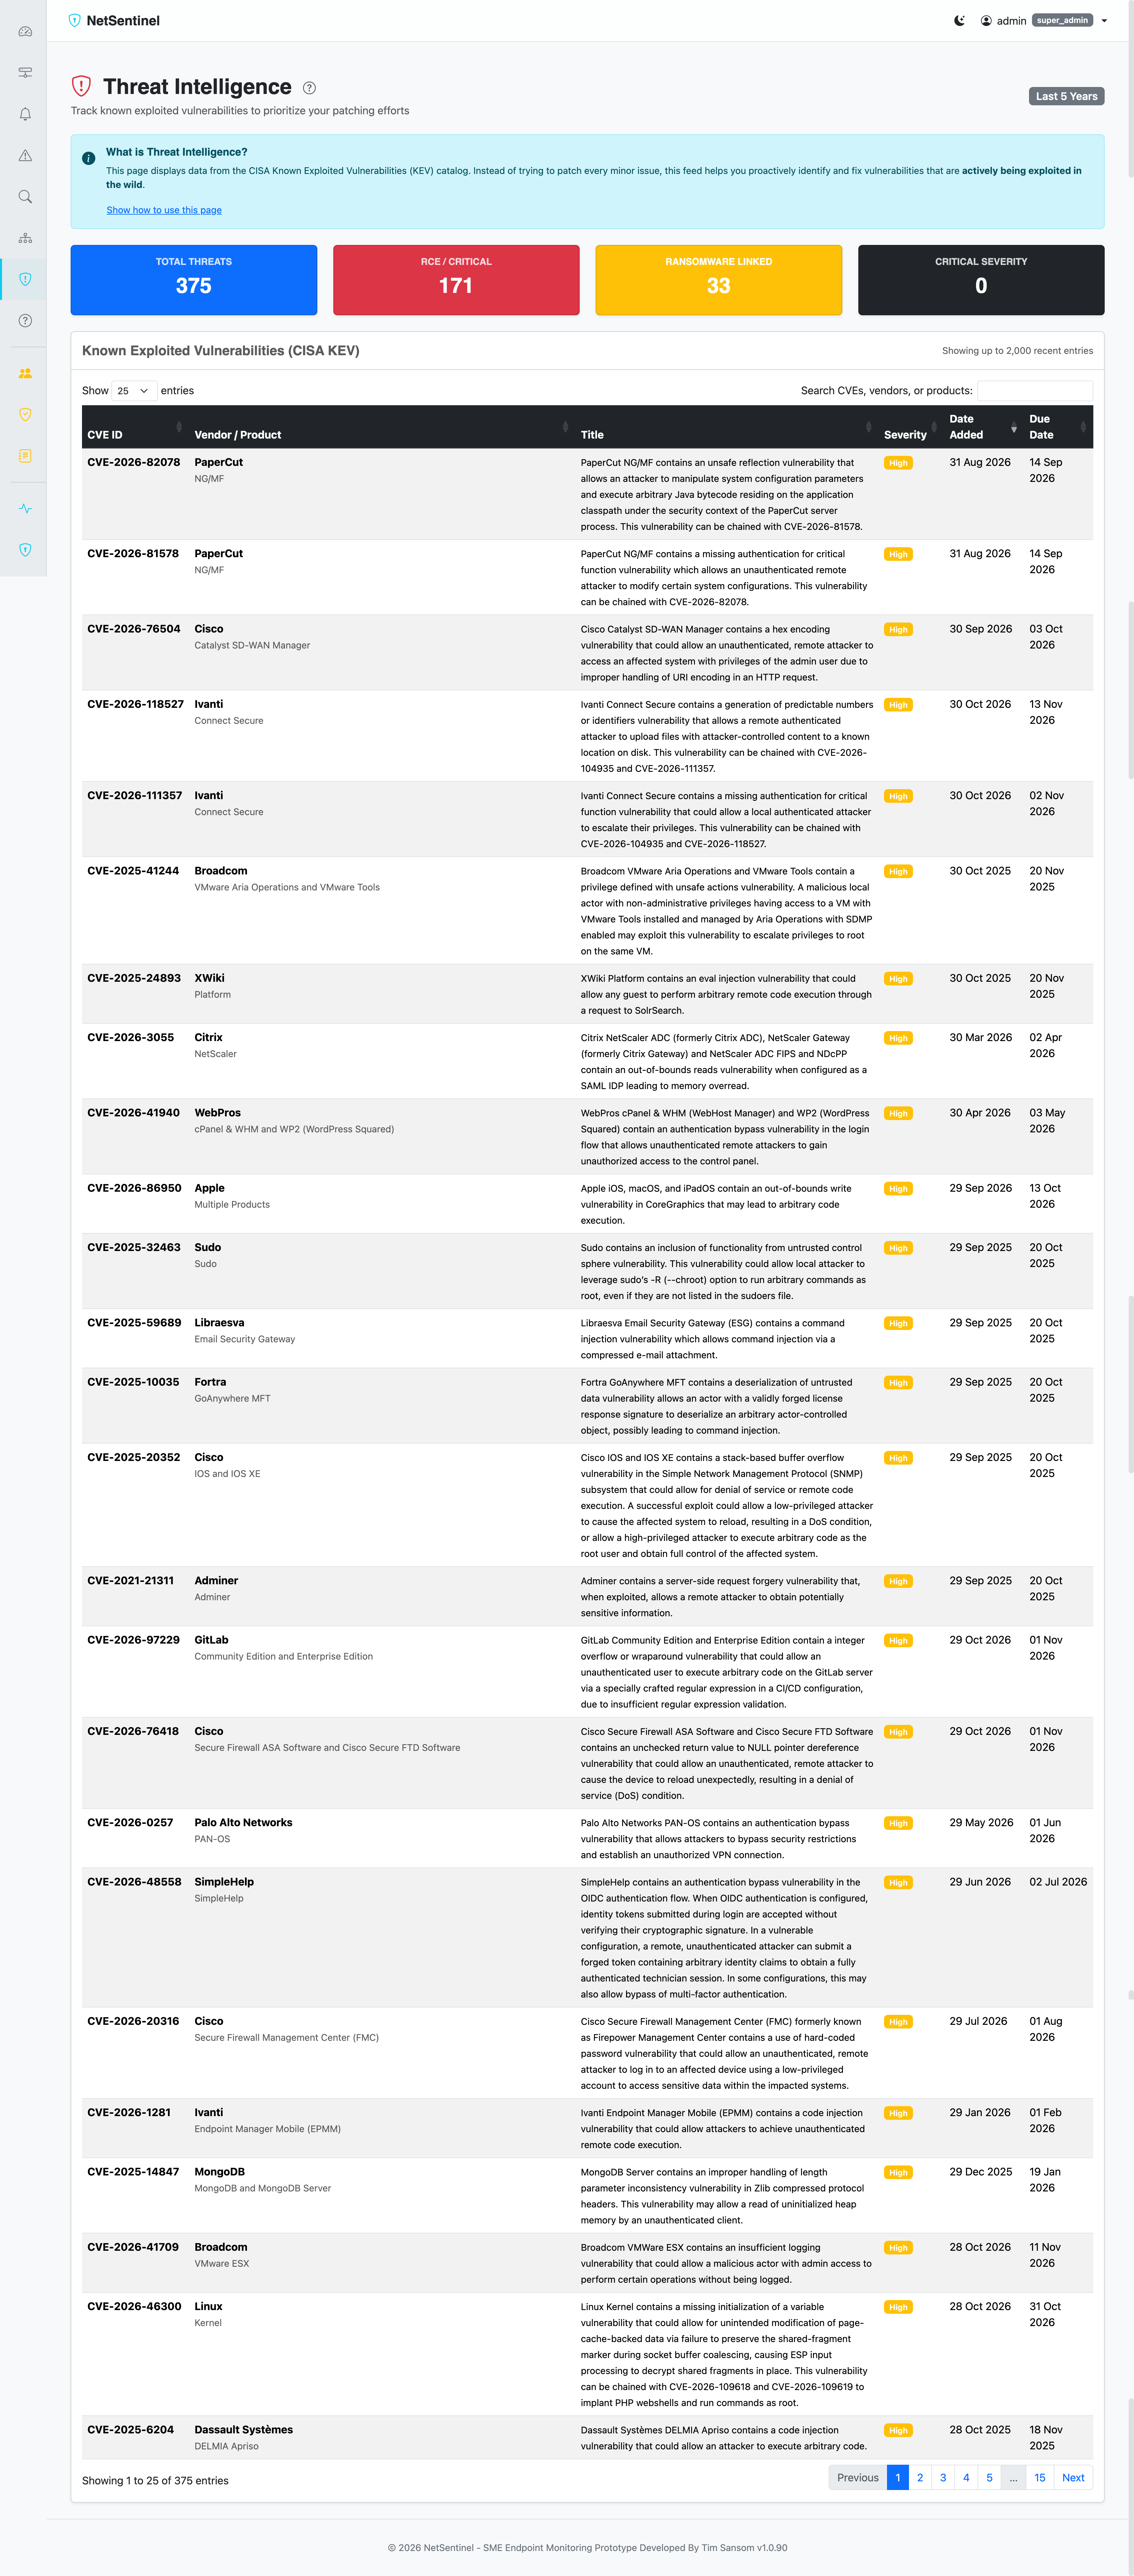 NetSentinel
admin super_admin
Threat Intelligence
Track known exploited vulnerabilities to prioritize your patching efforts
Last 5 Years
What is Threat Intelligence?
This page displays data from the CISA Known Exploited Vulnerabilities (KEV) catalog. Instead of trying to patch every minor issue, this feed helps you proactively identify and fix vulnerabilities that are actively being exploited in
the wild.
Show how to use this page
TOTAL THREATS
375
RCE / CRITICAL
171
RANSOMWARE LINKED
33
CRITICAL SEVERITY
0
Known Exploited Vulnerabilities (CISA KEV)
Showing up to 2,000 recent entries
Show 25 entries
Search CVEs, vendors, or products:
CVE ID
Vendor / Product
Title
Severity
Date
Added
Due
Date
CVE-2026-82078
PaperCut
NG/MF
PaperCut NG/MF contains an unsafe reflection vulnerability that
allows an attacker to manipulate system configuration parameters
and execute arbitrary Java bytecode residing on the application
classpath under the security context of the PaperCut server
process. This vulnerability can be chained with CVE-2026-81578.
High
31 Aug 2026
14 Sep
2026
CVE-2026-81578
PaperCut
NG/MF
PaperCut NG/MF contains a missing authentication for critical
function vulnerability which allows an unauthenticated remote
attacker to modify certain system configurations. This vulnerability
can be chained with CVE-2026-82078.
High
31 Aug 2026
14 Sep
2026
CVE-2026-76504
Cisco
Catalyst SD-WAN Manager
Cisco Catalyst SD-WAN Manager contains a hex encoding
vulnerability that could allow an unauthenticated, remote attacker to
access an affected system with privileges of the admin user due to
improper handling of URI encoding in an HTTP request.
High
30 Sep 2026
03 Oct
2026
CVE-2026-118527
Ivanti
Connect Secure
Ivanti Connect Secure contains a generation of predictable numbers
or identifiers vulnerability that allows a remote authenticated
attacker to upload files with attacker-controlled content to a known
location on disk. This vulnerability can be chained with CVE-2026-
104935 and CVE-2026-111357.
High
30 Oct 2026
13 Nov
2026
CVE-2026-111357
Ivanti
Connect Secure
Ivanti Connect Secure contains a missing authentication for critical
function vulnerability that could allow a local authenticated attacker
to escalate their privileges. This vulnerability can be chained with
CVE-2026-104935 and CVE-2026-118527.
High
30 Oct 2026
02 Nov
2026
CVE-2025-41244
Broadcom
VMware Aria Operations and VMware Tools
Broadcom VMware Aria Operations and VMware Tools contain a
privilege defined with unsafe actions vulnerability. A malicious local
actor with non-administrative privileges having access to a VM with
VMware Tools installed and managed by Aria Operations with SDMP
enabled may exploit this vulnerability to escalate privileges to root
on the same VM.
High
30 Oct 2025
20 Nov
2025
CVE-2025-24893
XWiki
Platform
XWiki Platform contains an eval injection vulnerability that could
allow any guest to perform arbitrary remote code execution through
a request to SolrSearch.
High
30 Oct 2025
20 Nov
2025
CVE-2026-3055
Citrix
NetScaler
Citrix NetScaler ADC (formerly Citrix ADC), NetScaler Gateway
(formerly Citrix Gateway) and NetScaler ADC FIPS and NDcPP
contain an out-of-bounds reads vulnerability when configured as a
SAML IDP leading to memory overread.
High
30 Mar 2026
02 Apr
2026
CVE-2026-41940
WebPros
cPanel & WHM and WP2 (WordPress Squared)
WebPros cPanel & WHM (WebHost Manager) and WP2 (WordPress
Squared) contain an authentication bypass vulnerability in the login
flow that allows unauthenticated remote attackers to gain
unauthorized access to the control panel.
High
30 Apr 2026
03 May
2026
CVE-2026-86950
Apple
Multiple Products
Apple iOS, macOS, and iPadOS contain an out-of-bounds write
vulnerability in CoreGraphics that may lead to arbitrary code
execution.
High
29 Sep 2026
13 Oct
2026
CVE-2025-32463
Sudo
Sudo
Sudo contains an inclusion of functionality from untrusted control
sphere vulnerability. This vulnerability could allow local attacker to
leverage sudo's -R (--chroot) option to run arbitrary commands as
root, even if they are not listed in the sudoers file.
High
29 Sep 2025
20 Oct
2025
CVE-2025-59689
Libraesva
Email Security Gateway
Libraesva Email Security Gateway (ESG) contains a command
injection vulnerability which allows command injection via a
compressed e-mail attachment.
High
29 Sep 2025
20 Oct
2025
CVE-2025-10035
Fortra
GoAnywhere MFT
Fortra GoAnywhere MFT contains a deserialization of untrusted
data vulnerability allows an actor with a validly forged license
response signature to deserialize an arbitrary actor-controlled
object, possibly leading to command injection.
High
29 Sep 2025
20 Oct
2025
CVE-2025-20352
Cisco
IOS and IOS XE
Cisco IOS and IOS XE contains a stack-based buffer overflow
vulnerability in the Simple Network Management Protocol (SNMP)
subsystem that could allow for denial of service or remote code
execution. A successful exploit could allow a low-privileged attacker
to cause the affected system to reload, resulting in a DoS condition,
or allow a high-privileged attacker to execute arbitrary code as the
root user and obtain full control of the affected system.
High
29 Sep 2025
20 Oct
2025
CVE-2021-21311
Adminer
Adminer
Adminer contains a server-side request forgery vulnerability that,
when exploited, allows a remote attacker to obtain potentially
sensitive information.
High
29 Sep 2025
20 Oct
2025
CVE-2026-97229
GitLab
Community Edition and Enterprise Edition
GitLab Community Edition and Enterprise Edition contain a integer
overflow or wraparound vulnerability that could allow an
unauthenticated user to execute arbitrary code on the GitLab server
via a specially crafted regular expression in a CI/CD configuration,
due to insufficient regular expression validation.
High
29 Oct 2026
01 Nov
2026
CVE-2026-76418
Cisco
Secure Firewall ASA Software and Cisco Secure FTD Software
Cisco Secure Firewall ASA Software and Cisco Secure FTD Software
contains an unchecked return value to NULL pointer dereference
vulnerability that could allow an unauthenticated, remote attacker to
cause the device to reload unexpectedly, resulting in a denial of
service (DoS) condition.
High
29 Oct 2026
01 Nov
2026
CVE-2026-0257
Palo Alto Networks
PAN-OS
Palo Alto Networks PAN-OS contains an authentication bypass
vulnerability that allows attackers to bypass security restrictions
and establish an unauthorized VPN connection.
High
29 May 2026
01 Jun
2026
CVE-2026-48558
SimpleHelp
SimpleHelp
SimpleHelp contains an authentication bypass vulnerability in the
OIDC authentication flow. When OIDC authentication is configured,
identity tokens submitted during login are accepted without
verifying their cryptographic signature. In a vulnerable
configuration, a remote, unauthenticated attacker can submit a
forged token containing arbitrary identity claims to obtain a fully
authenticated technician session. In some configurations, this may
also allow bypass of multi-factor authentication.
High
29 Jun 2026
02 Jul 2026
CVE-2026-20316
Cisco
Secure Firewall Management Center (FMC)
Cisco Secure Firewall Management Center (FMC) formerly known
as Firepower Management Center contains a use of hard-coded
password vulnerability that could allow an unauthenticated, remote
attacker to log in to an affected device using a low-privileged
account to access sensitive data within the impacted systems.
High
29 Jul 2026
01 Aug
2026
CVE-2026-1281
Ivanti
Endpoint Manager Mobile (EPMM)
Ivanti Endpoint Manager Mobile (EPMM) contains a code injection
vulnerability that could allow attackers to achieve unauthenticated
remote code execution.
High
29 Jan 2026
01 Feb
2026
CVE-2025-14847
MongoDB
MongoDB and MongoDB Server
MongoDB Server contains an improper handling of length
parameter inconsistency vulnerability in Zlib compressed protocol
headers. This vulnerability may allow a read of uninitialized heap
memory by an unauthenticated client.
High
29 Dec 2025
19 Jan
2026
CVE-2026-41709
Broadcom
VMware ESX
Broadcom VMWare ESX contains an insufficient logging
vulnerability that could allow a malicious actor with admin access to
perform certain operations without being logged.
High
28 Oct 2026
11 Nov
2026
CVE-2026-46300
Linux
Kernel
Linux Kernel contains a missing initialization of a variable
vulnerability that could allow for unintended modification of page-
cache-backed data via failure to preserve the shared-fragment
marker during socket buffer coalescing, causing ESP input
processing to decrypt shared fragments in place. This vulnerability
can be chained with CVE-2026-109618 and CVE-2026-109619 to
implant PHP webshells and run commands as root.
High
28 Oct 2026
31 Oct
2026
CVE-2025-6204
Dassault Systèmes
DELMIA Apriso
Dassault Systèmes DELMIA Apriso contains a code injection
vulnerability that could allow an attacker to execute arbitrary code.
High
28 Oct 2025
18 Nov
2025
Showing 1 to 25 of 375 entries
Previous 1 2 3 4 5 … 15 Next
© 2026 NetSentinel - SME Endpoint Monitoring Prototype Developed By Tim Sansom v1.0.90